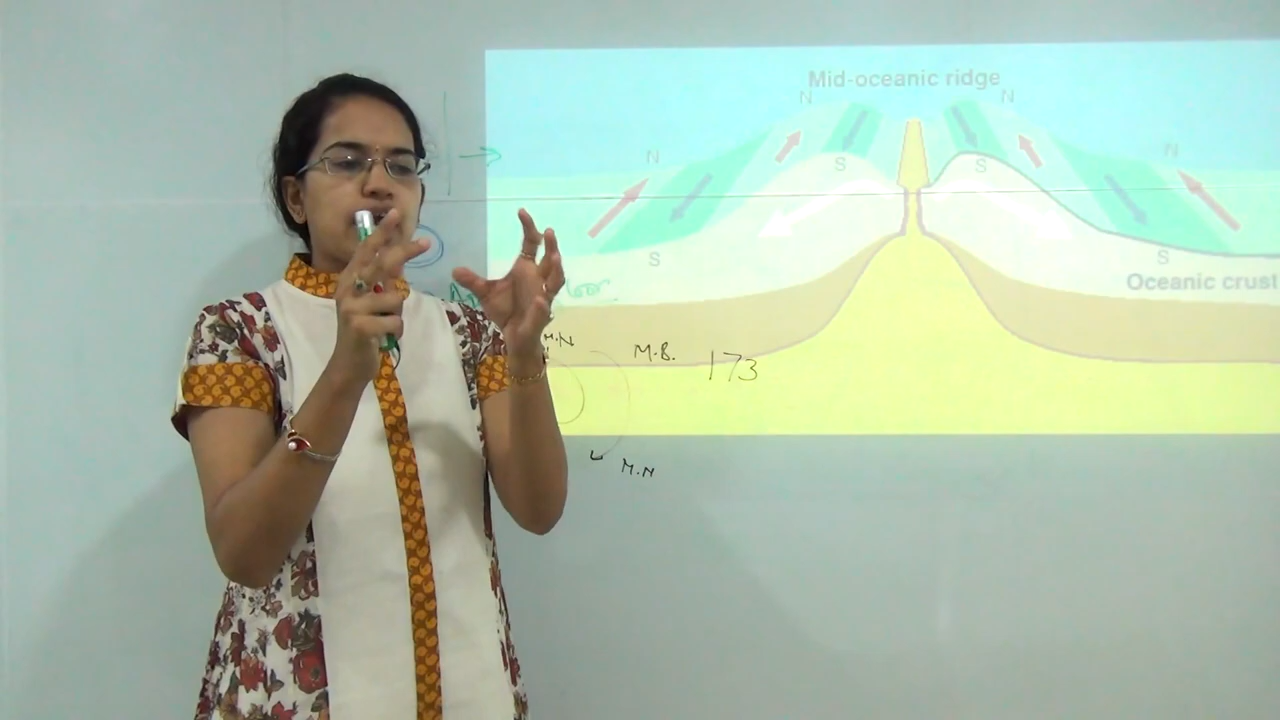 Mid-oceanic ridge
N N
N S S N
S S
Oceanic crust
M.N
M.B. 173
M.N